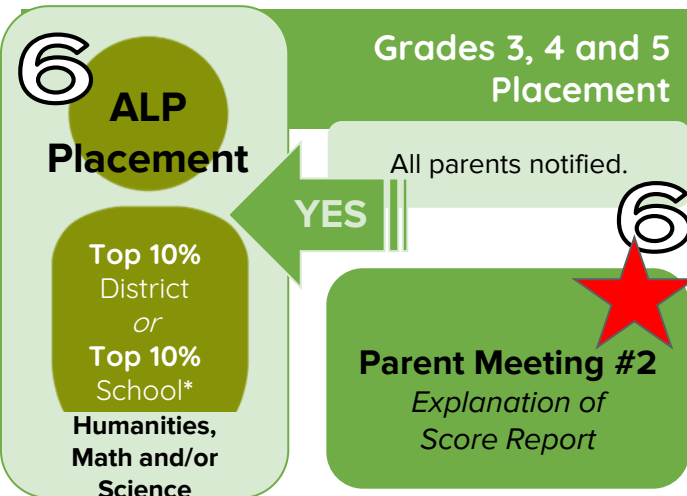 6
ALP
Placement
Top 10%
District
or
Top 10%
School*
Humanities,
Math and/or
Science
Grades 3, 4 and 5
Placement
All parents notified.
YES
6
Parent Meeting #2
Explanation of
Score Report